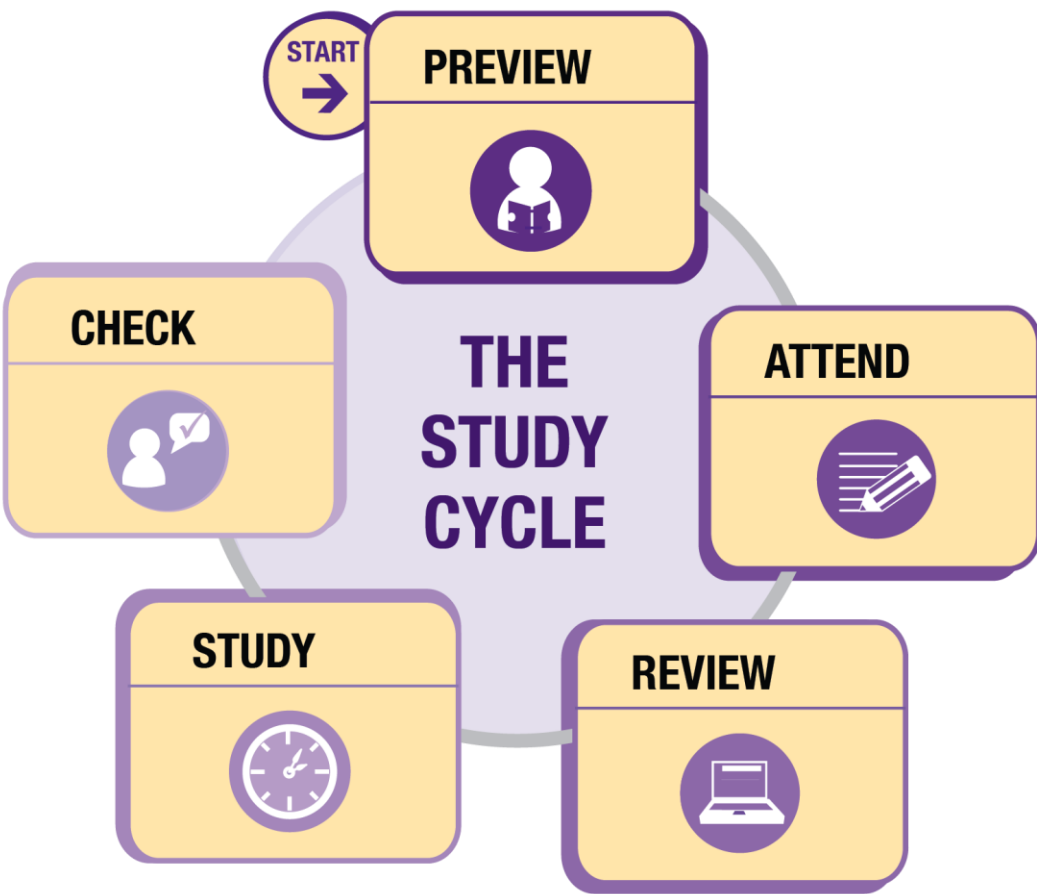 START
PREVIEW
ATTEND
REVIEW
STUDY
CHECK
THE
STUDY
CYCLE